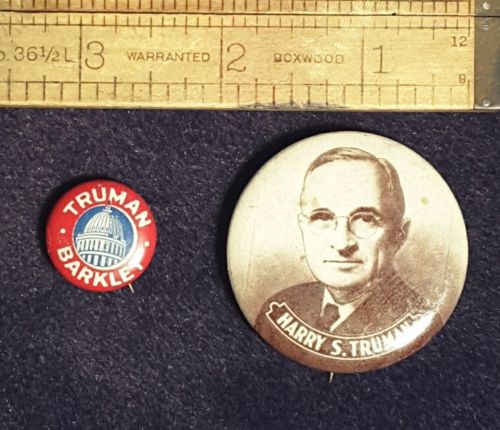 36½L 3 WARRANTED 2 BOXWOOD 1 12
TRUMAN
BARKLEY
HARRY S. TRUMAN